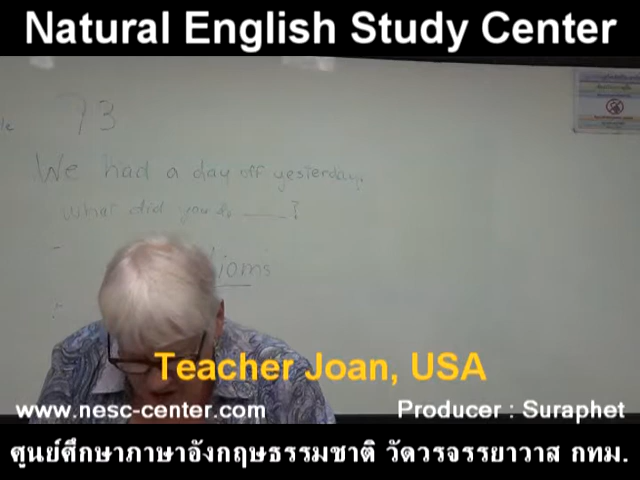 Natural English Study Center
73
We had a day off yesterday.
What did you do ____?
ioms
Teacher Joan, USA
www.nesc-center.com
Producer : Suraphet
ศูนย์ศึกษาภาษาอังกฤษธรรมชาติ วัดวรจรรยาวาส กทม.